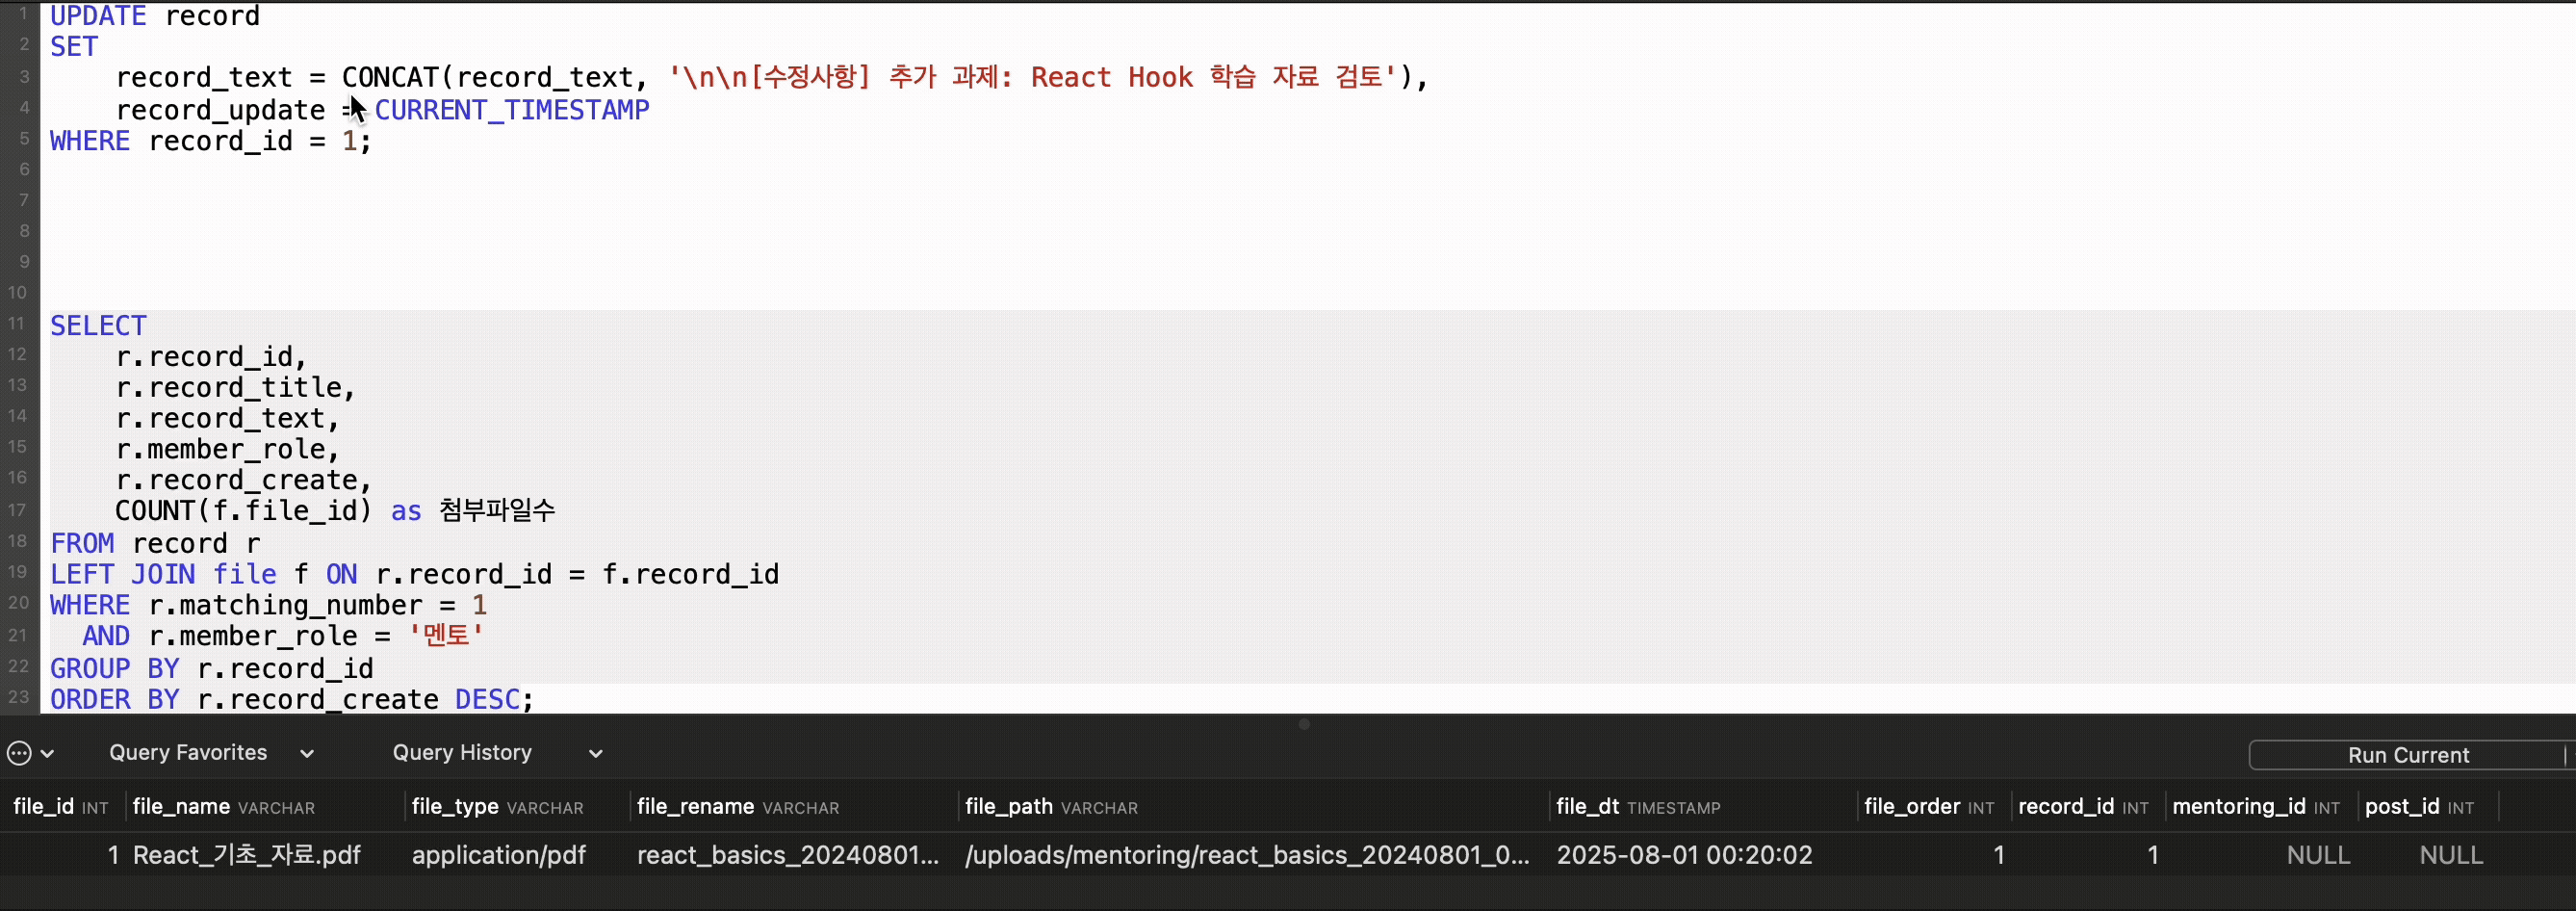 1 UPDATE record
2 SET
3     record_text = CONCAT(record_text, '\n\n[수정사항] 추가 과제: React Hook 학습 자료 검토'),
4     record_update = CURRENT_TIMESTAMP
5 WHERE record_id = 1;
6
7
8
9
10
11 SELECT
12     r.record_id,
13     r.record_title,
14     r.record_text,
15     r.member_role,
16     r.record_create,
17     COUNT(f.file_id) as 첨부파일수
18 FROM record r
19 LEFT JOIN file f ON r.record_id = f.record_id
20 WHERE r.matching_number = 1
21   AND r.member_role = '멘토'
22 GROUP BY r.record_id
23 ORDER BY r.record_create DESC;
Query Favorites Query History Run Current
file_id INT file_name VARCHAR file_type VARCHAR file_rename VARCHAR file_path VARCHAR file_dt TIMESTAMP file_order INT record_id INT mentoring_id INT post_id INT
1 React_기초_자료.pdf application/pdf react_basics_20240801... /uploads/mentoring/react_basics_20240801_0... 2025-08-01 00:20:02 1 1 NULL NULL